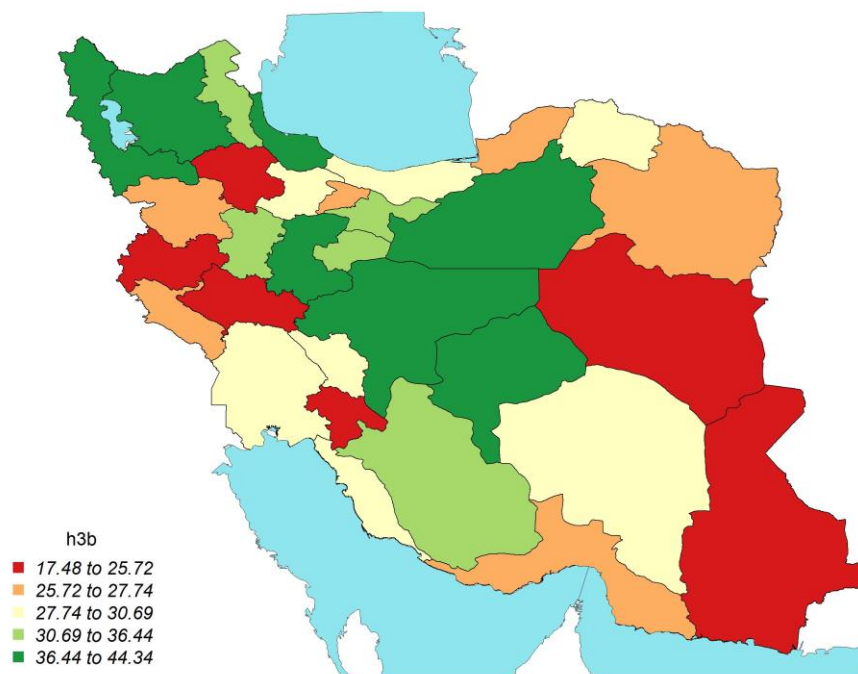 h3b
17.48 to 25.72
25.72 to 27.74
27.74 to 30.69
30.69 to 36.44
36.44 to 44.34